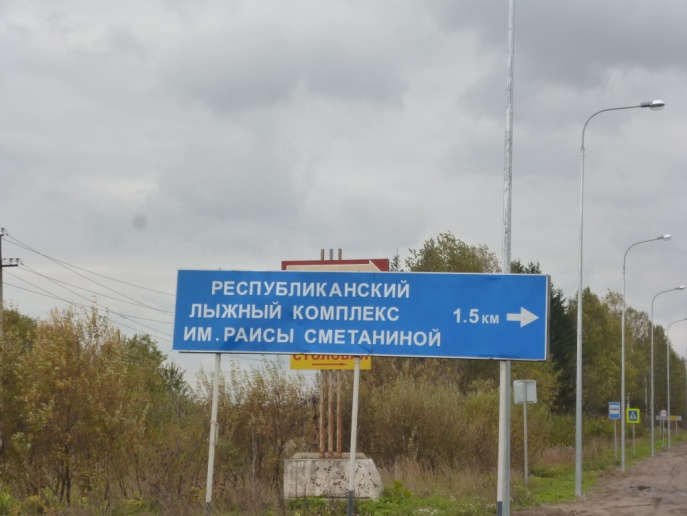 РЕСПУБЛИКАНСКИЙ
ЛЫЖНЫЙ КОМПЛЕКС
ИМ. РАИСЫ СМЕТАНИНОЙ
1.5 КМ
СТОЛОВАЯ